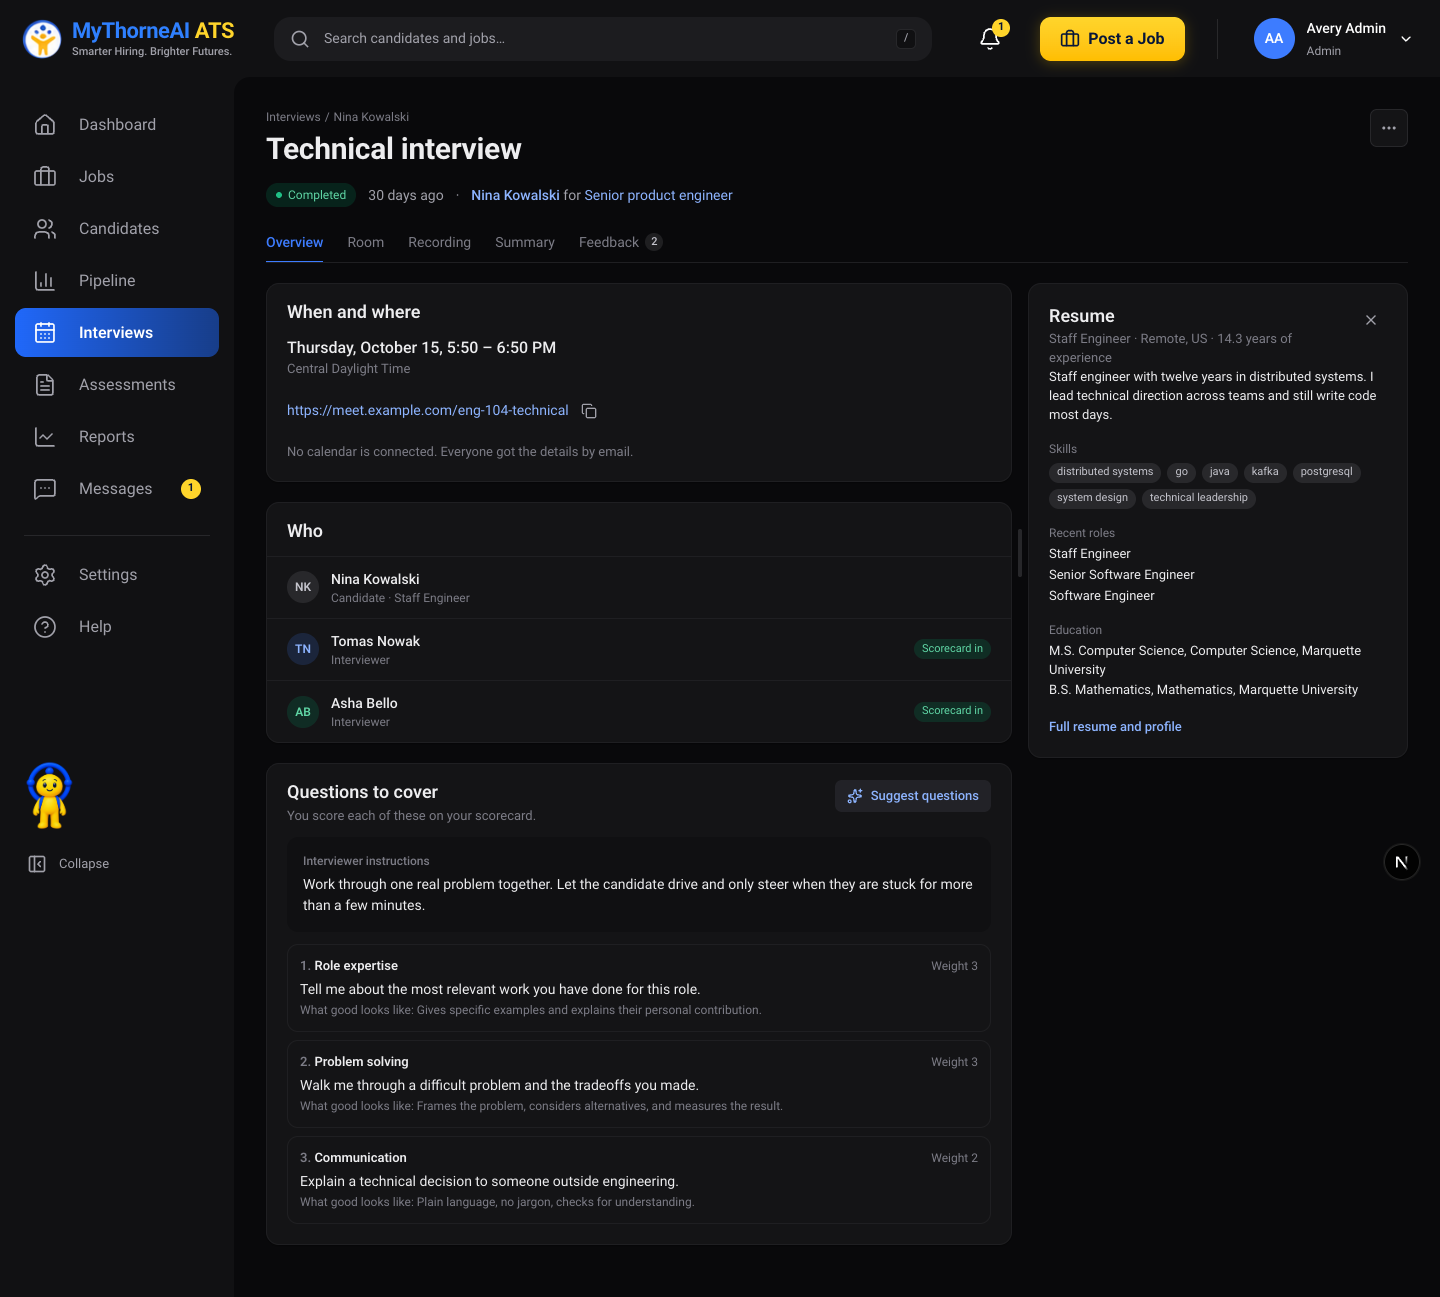 MyThorneAI ATS
Smarter Hiring. Brighter Futures.
Search candidates and jobs...
/
1
Post a Job
AA
Avery Admin
Admin
Dashboard
Jobs
Candidates
Pipeline
Interviews
Assessments
Reports
Messages
1
Settings
Help
Collapse
Interviews / Nina Kowalski
Technical interview
Completed
30 days ago · Nina Kowalski for Senior product engineer
Overview
Room
Recording
Summary
Feedback 2
When and where
Thursday, October 15, 5:50 – 6:50 PM
Central Daylight Time
https://meet.example.com/eng-104-technical
No calendar is connected. Everyone got the details by email.
Who
NK
Nina Kowalski
Candidate · Staff Engineer
TN
Tomas Nowak
Interviewer
Scorecard in
AB
Asha Bello
Interviewer
Scorecard in
Questions to cover
You score each of these on your scorecard.
Suggest questions
Interviewer instructions
Work through one real problem together. Let the candidate drive and only steer when they are stuck for more
than a few minutes.
1. Role expertise
Weight 3
Tell me about the most relevant work you have done for this role.
What good looks like: Gives specific examples and explains their personal contribution.
2. Problem solving
Weight 3
Walk me through a difficult problem and the tradeoffs you made.
What good looks like: Frames the problem, considers alternatives, and measures the result.
3. Communication
Weight 2
Explain a technical decision to someone outside engineering.
What good looks like: Plain language, no jargon, checks for understanding.
Resume
Staff Engineer · Remote, US · 14.3 years of
experience
Staff engineer with twelve years in distributed systems. I
lead technical direction across teams and still write code
most days.
Skills
distributed systems
go
java
kafka
postgresql
system design
technical leadership
Recent roles
Staff Engineer
Senior Software Engineer
Software Engineer
Education
M.S. Computer Science, Computer Science, Marquette
University
B.S. Mathematics, Mathematics, Marquette University
Full resume and profile
N